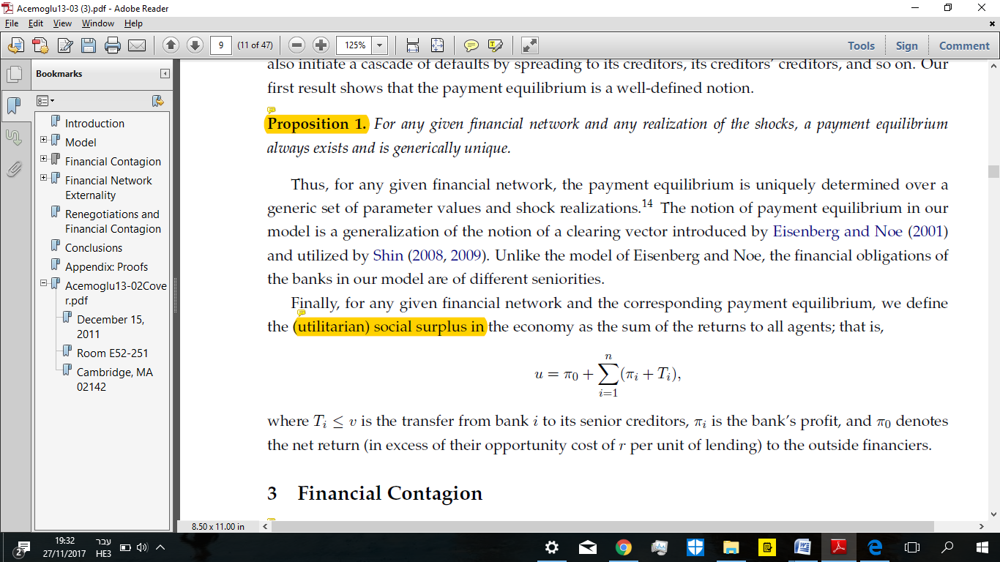 Acemoglu13-03 (3).pdf - Adobe Reader
File Edit View Window Help
9 (11 of 47) 125% Tools Sign Comment
Bookmarks
Introduction
Model
Financial Contagion
Financial Network
Externality
Renegotiations and
Financial Contagion
Conclusions
Appendix: Proofs
Acemoglu13-02Cove
r.pdf
December 15,
2011
Room E52-251
Cambridge, MA
02142
also initiate a cascade of defaults by spreading to its creditors, its creditors' creditors, and so on. Our
first result shows that the payment equilibrium is a well-defined notion.
Proposition 1. For any given financial network and any realization of the shocks, a payment equilibrium
always exists and is generically unique.
Thus, for any given financial network, the payment equilibrium is uniquely determined over a
generic set of parameter values and shock realizations.¹⁴ The notion of payment equilibrium in our
model is a generalization of the notion of a clearing vector introduced by Eisenberg and Noe (2001)
and utilized by Shin (2008, 2009). Unlike the model of Eisenberg and Noe, the financial obligations of
the banks in our model are of different seniorities.
Finally, for any given financial network and the corresponding payment equilibrium, we define
the (utilitarian) social surplus in the economy as the sum of the returns to all agents; that is,
u = π₀ + ∑ᵢ₌₁ⁿ (πᵢ + Tᵢ),
where Tᵢ ≤ v is the transfer from bank i to its senior creditors, πᵢ is the bank's profit, and π₀ denotes
the net return (in excess of their opportunity cost of r per unit of lending) to the outside financiers.
3 Financial Contagion
8.50 x 11.00 in
2 19:32 עבר
27/11/2017 HE3